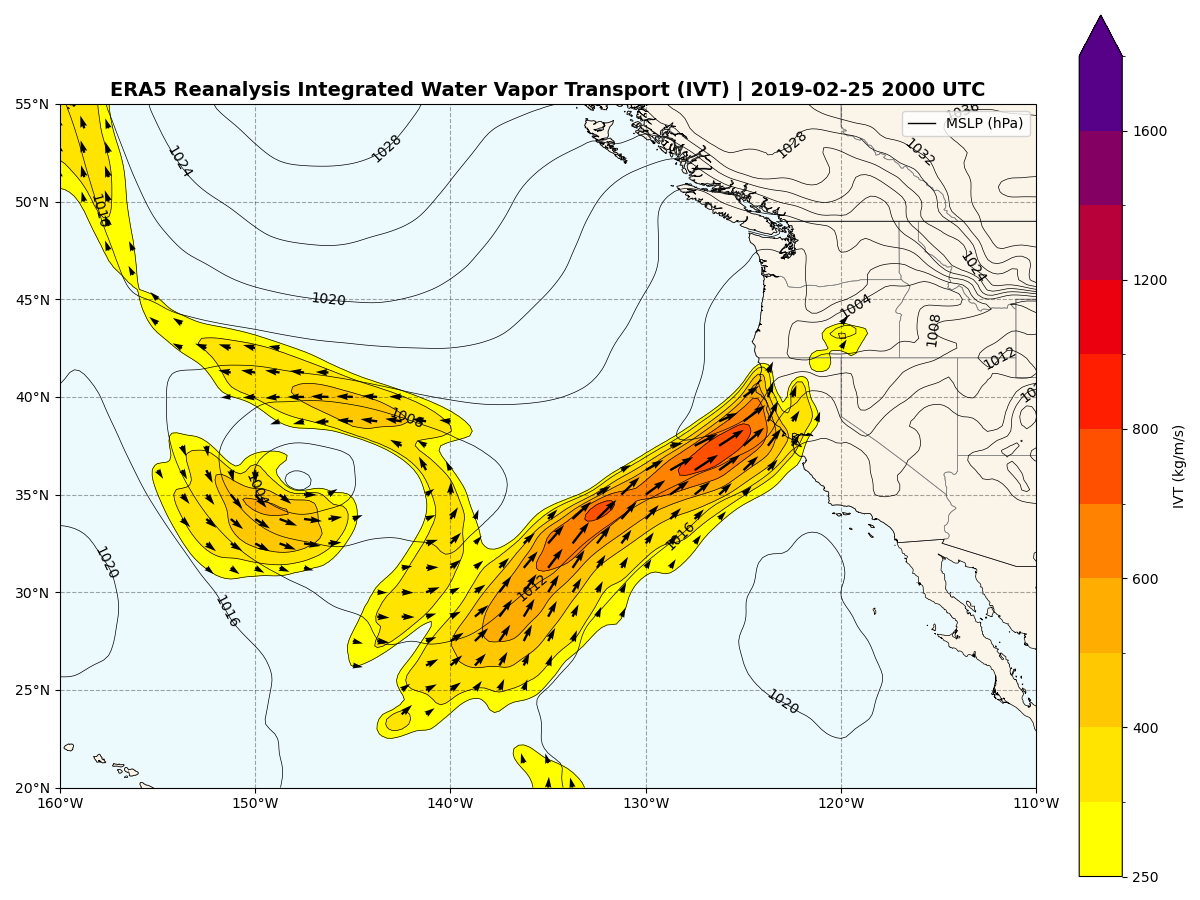 ERA5 Reanalysis Integrated Water Vapor Transport (IVT) | 2019-02-25 2000 UTC
MSLP (hPa)
55°N
50°N
45°N
40°N
35°N
30°N
25°N
20°N
160°W
150°W
140°W
130°W
120°W
110°W
1036
1028
1028
1032
1024
1016
1024
1020
1004
1008
1012
1008
1004
1016
1012
1020
1016
1020
1600
1200
800
600
400
250
IVT (kg/m/s)